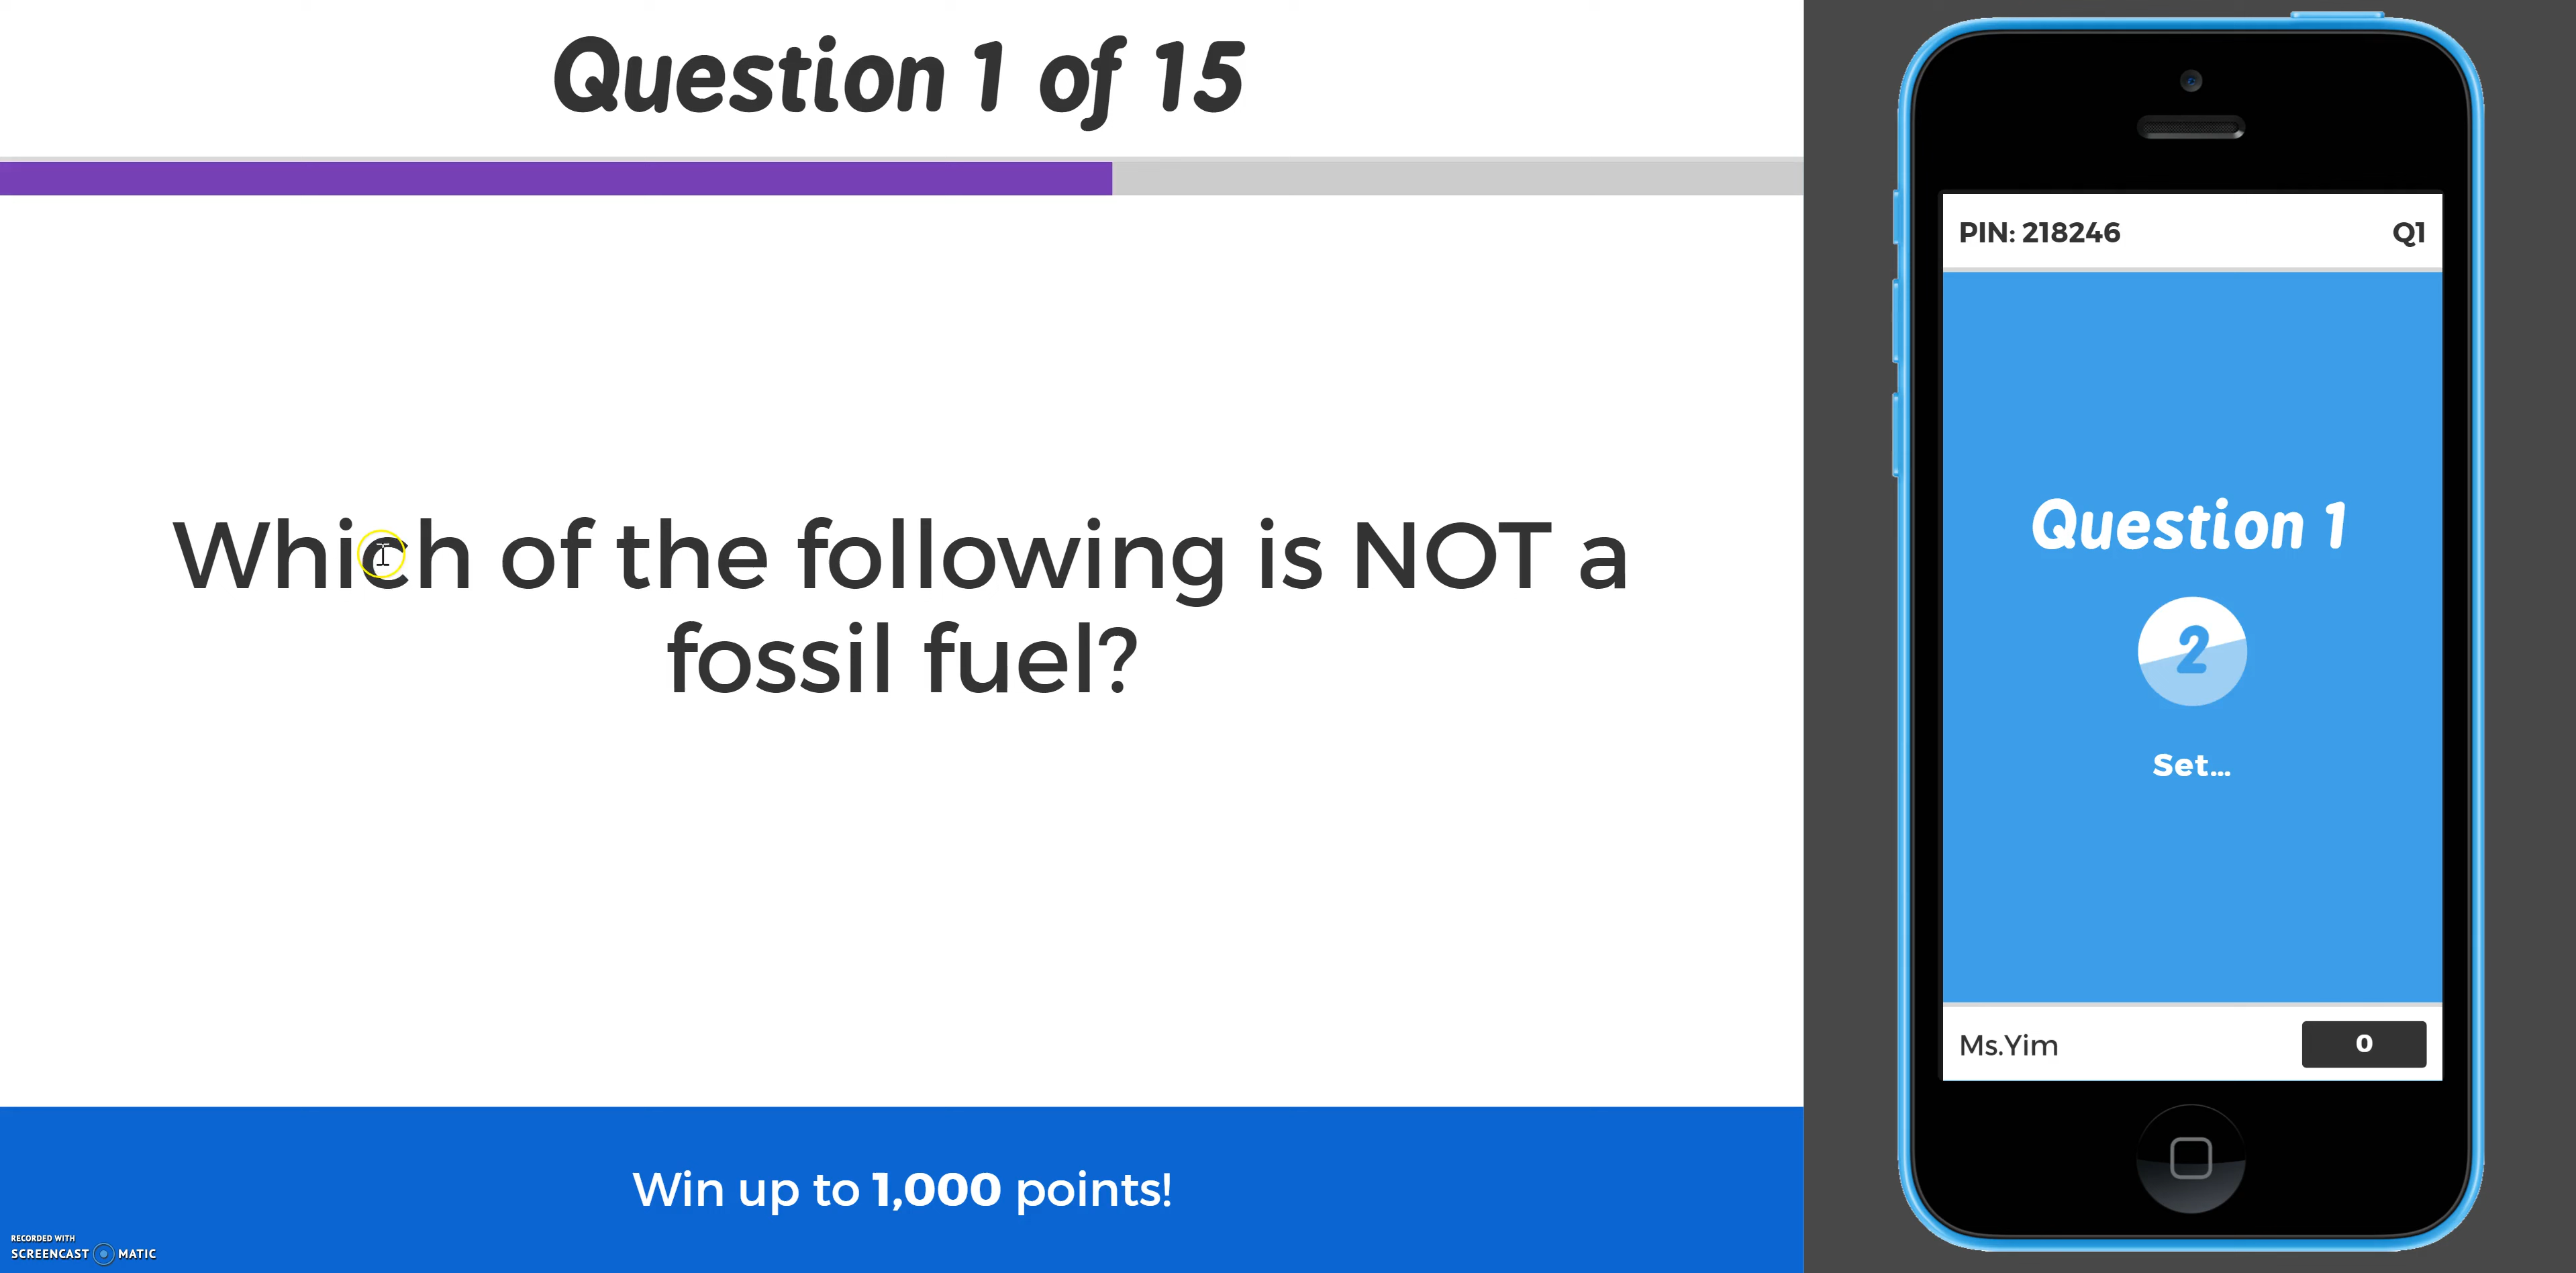 Question 1 of 15
Which of the following is NOT a
fossil fuel?
Win up to 1,000 points!
RECORDED WITH
SCREENCAST MATIC
PIN: 218246 Q1
Question 1
2
Set...
Ms.Yim 0